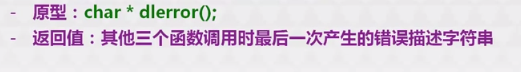 - 原型：char * dlerror();
- 返回值：其他三个函数调用时最后一次产生的错误描述字符串